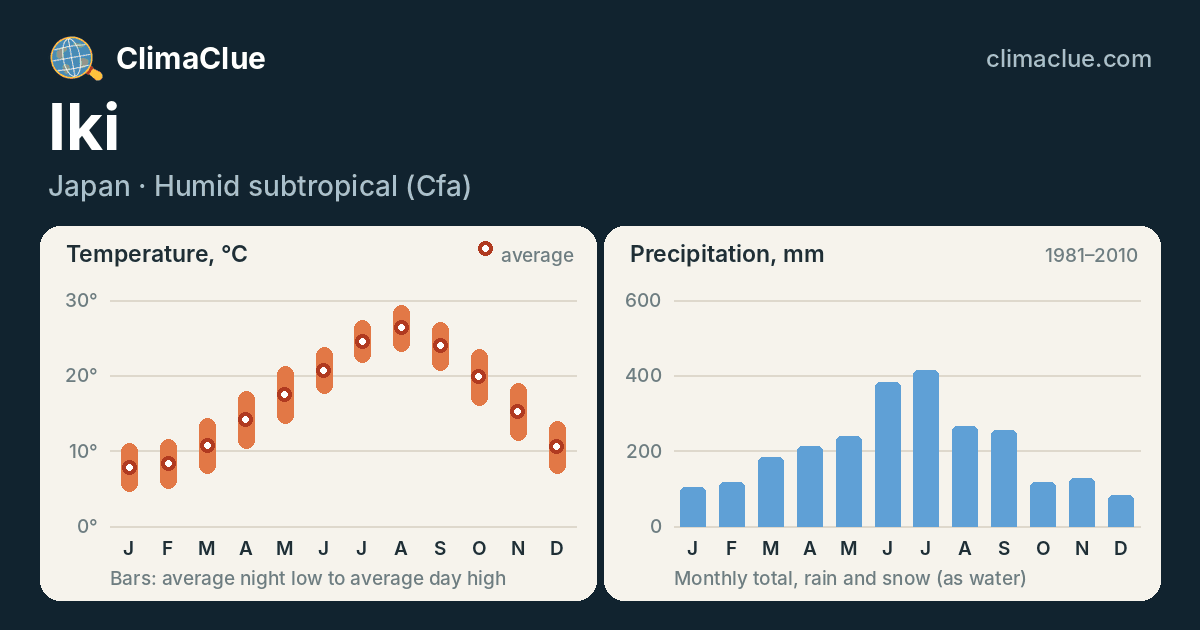 ClimaClue
climaclue.com
Iki
Japan · Humid subtropical (Cfa)
Temperature, °C
average
30°
20°
10°
0°
J F M A M J J A S O N D
Bars: average night low to average day high
Precipitation, mm
1981–2010
600
400
200
0
J F M A M J J A S O N D
Monthly total, rain and snow (as water)